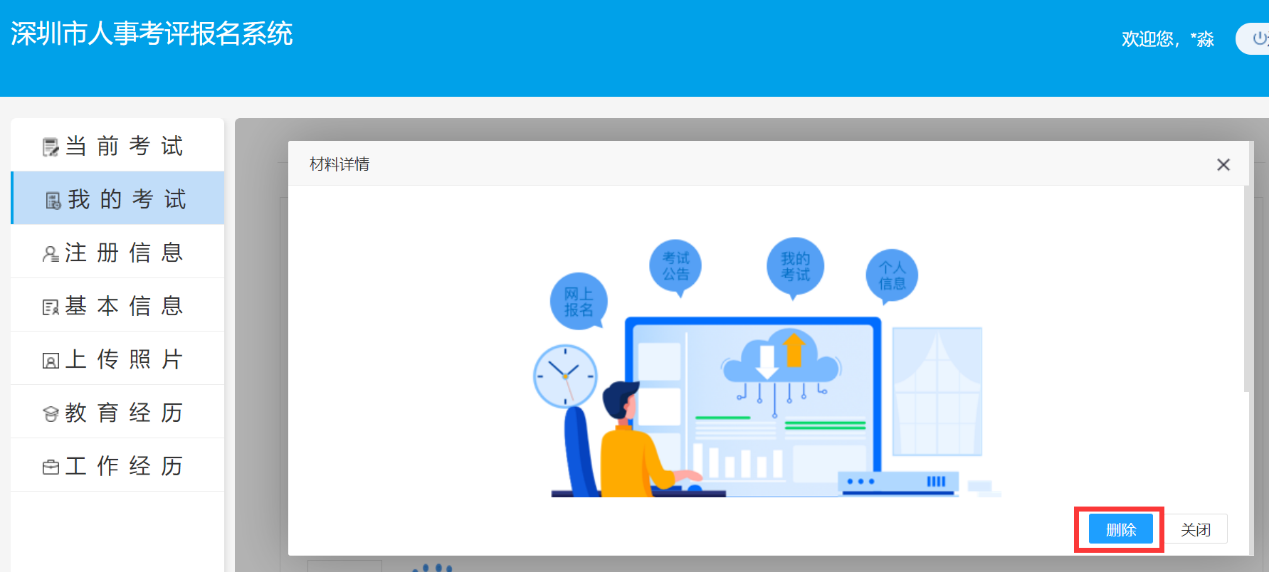 深圳市人事考评报名系统
欢迎您，*淼
当前考试
我的考试
注册信息
基本信息
上传照片
教育经历
工作经历
材料详情
网上
报名
考试
公告
我的
考试
个人
信息
删除
关闭